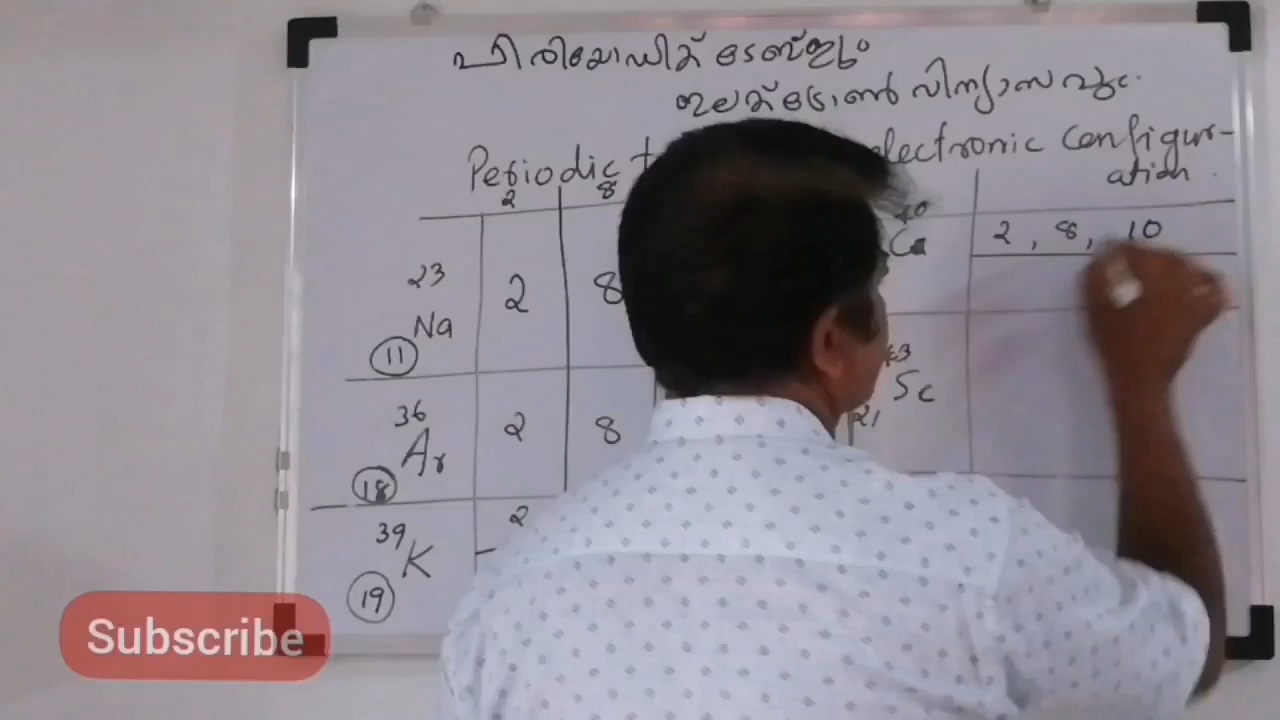 പീരിയോഡിക് ടേബിളും
ഇലക്ട്രോൺ വിന്യാസവും.
Periodic t electronic Configur-
ation.
2 8
40
Ca
2, 8, 10
23
Na
11
2 8
36
Ar
18
2 8
Sc
21
39
K
19
2
Subscribe